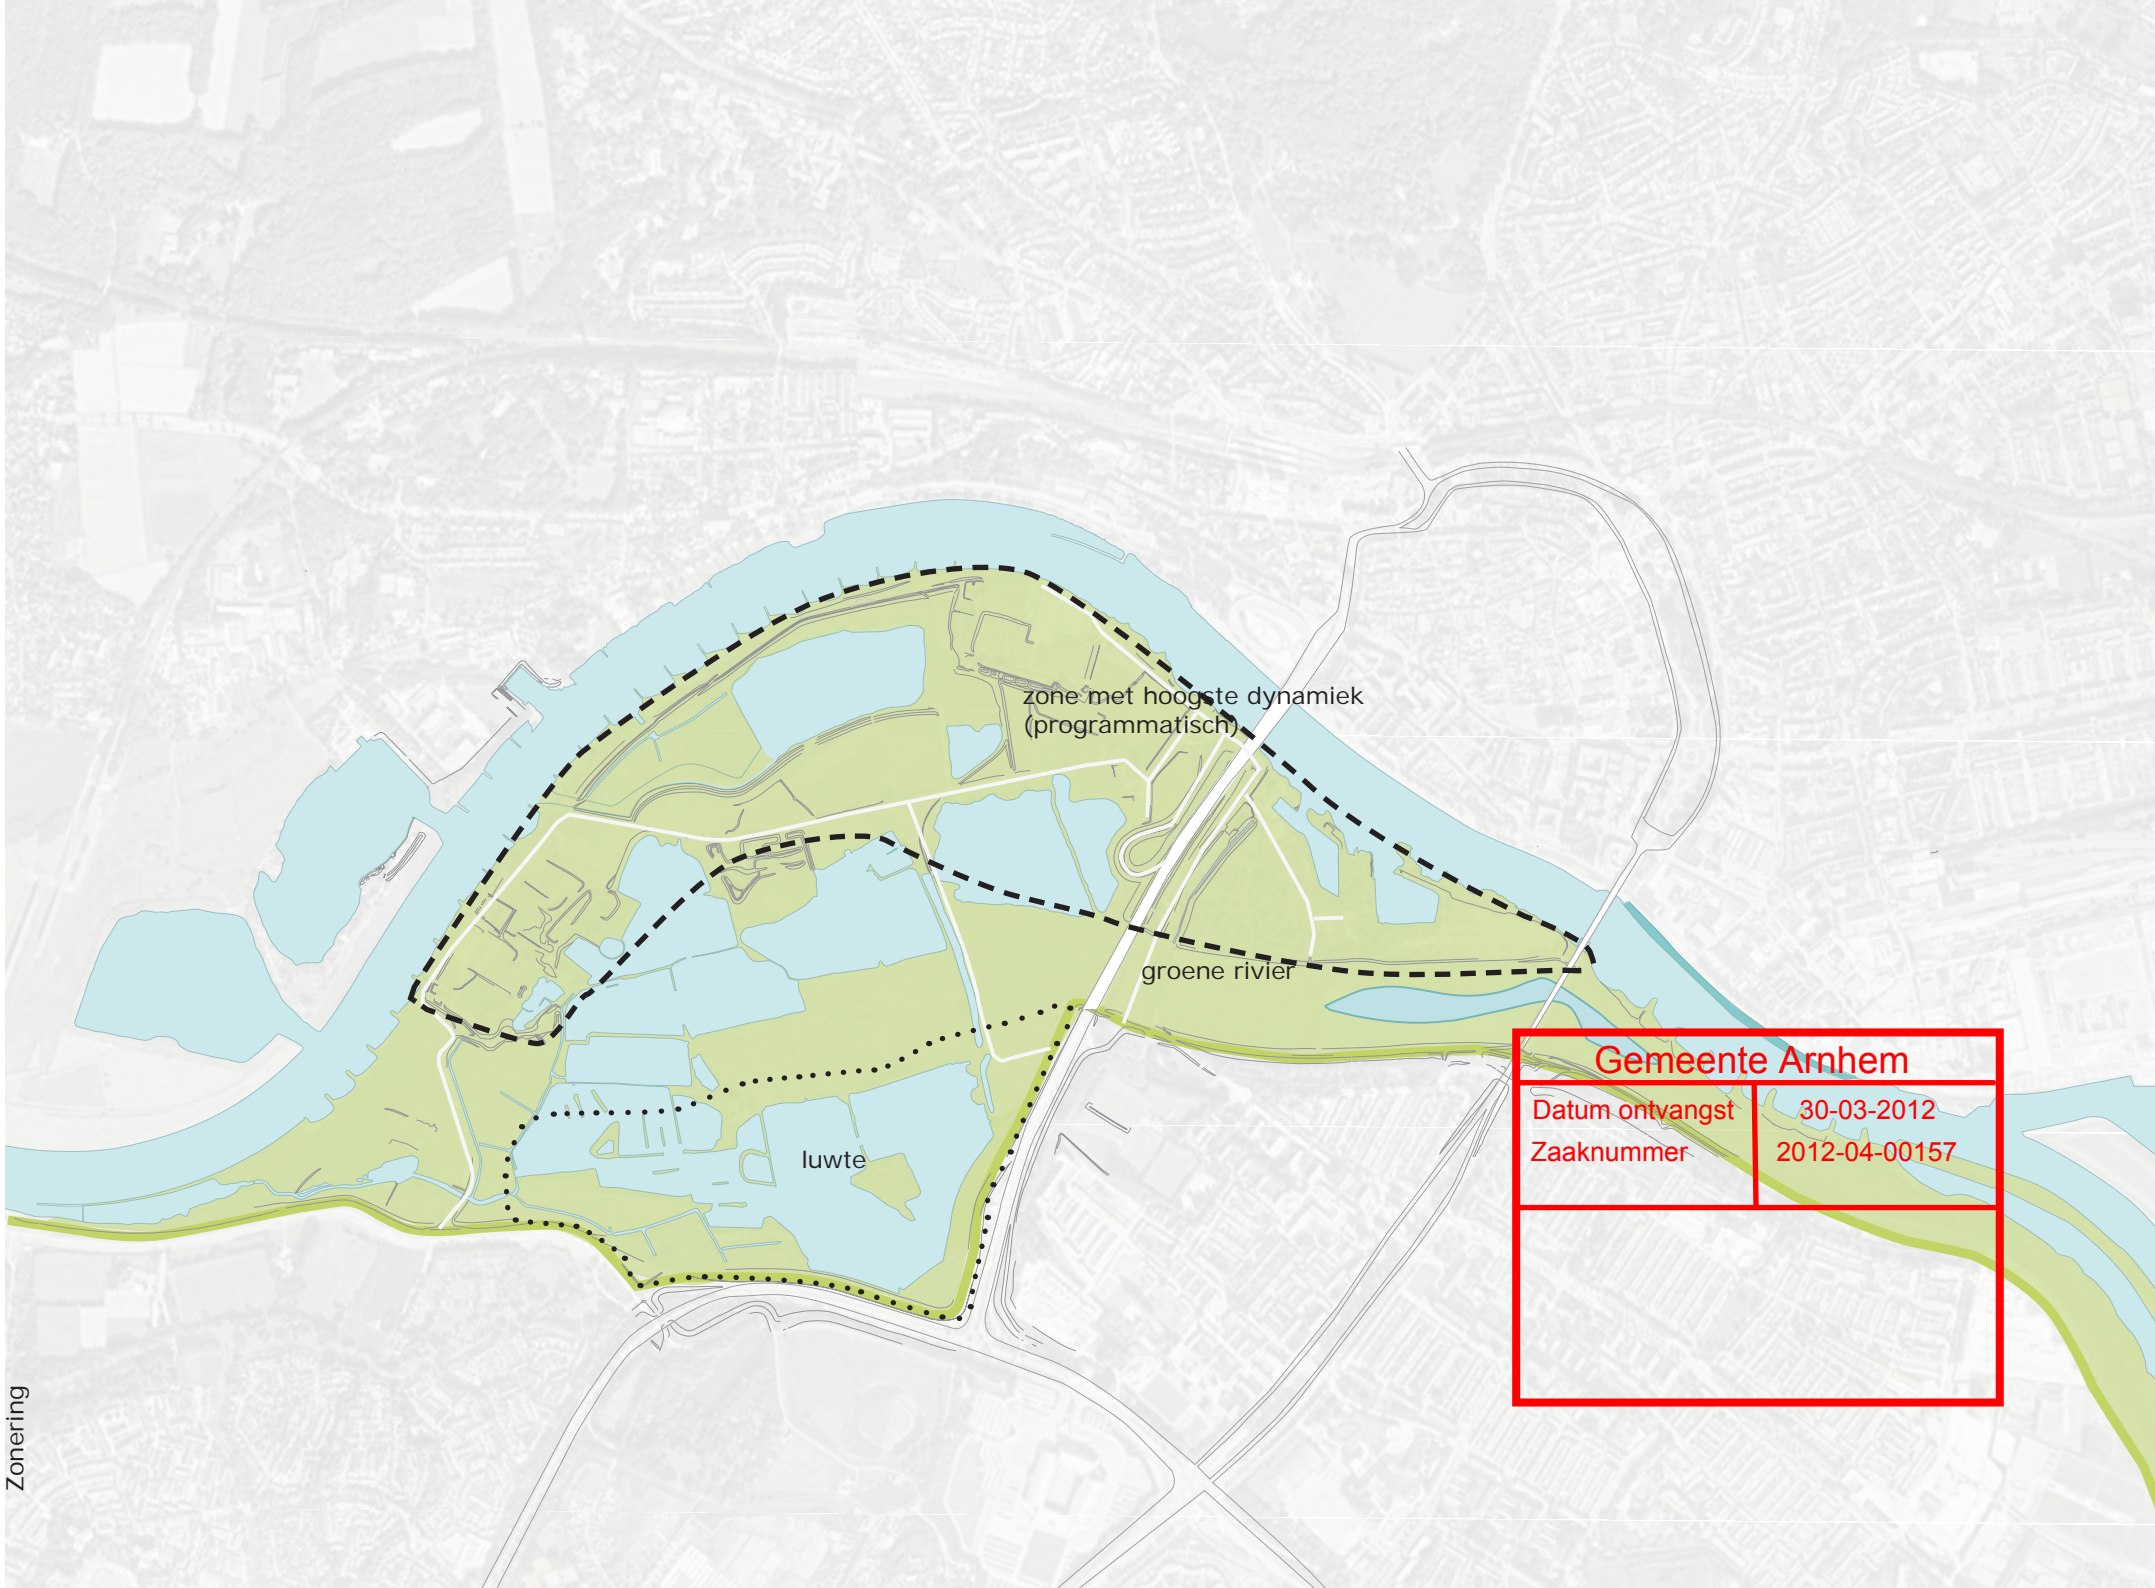 zone met hoogste dynamiek
(programmatisch)
groene rivier
luwte
Gemeente Arnhem
Datum ontvangst 30-03-2012
Zaaknummer 2012-04-00157
Zonering